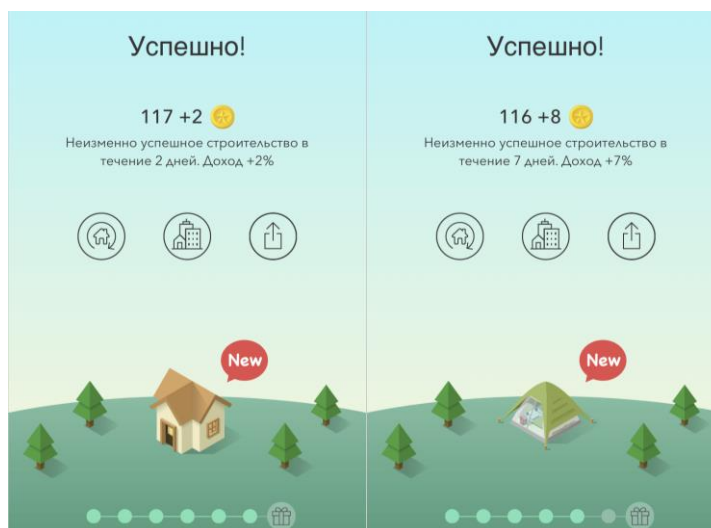 Успешно!
117 +2
Неизменно успешное строительство в
течение 2 дней. Доход +2%
New
Успешно!
116 +8
Неизменно успешное строительство в
течение 7 дней. Доход +7%
New